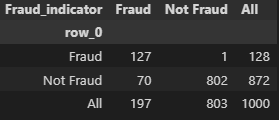 Fraud_indicator Fraud Not Fraud All
row_0
Fraud 127 1 128
Not Fraud 70 802 872
All 197 803 1000